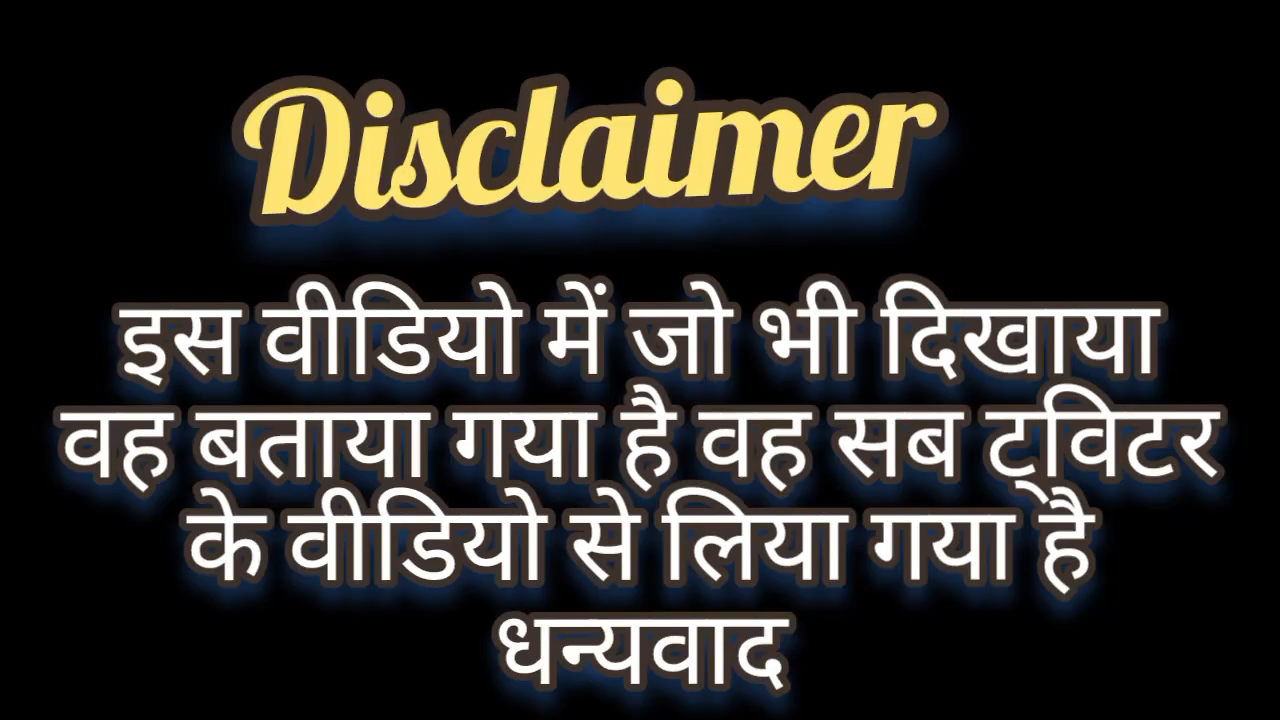 Disclaimer
इस वीडियो में जो भी दिखाया
वह बताया गया है वह सब ट्विटर
के वीडियो से लिया गया है
धन्यवाद